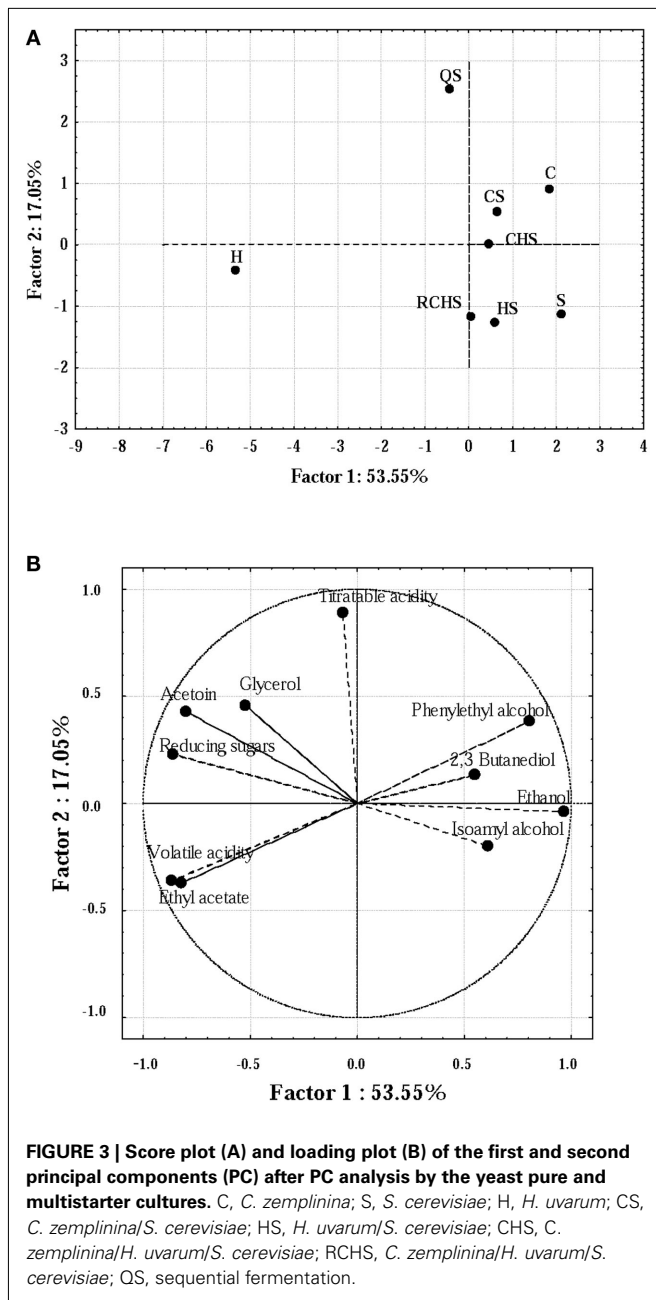 A
Factor 2: 17.05%
3
2
1
0
-1
-2
-3
QS
C
CS
CHS
H
RCHS
HS
S
-9 -8 -7 -6 -5 -4 -3 -2 -1 0 1 2 3 4
Factor 1: 53.55%
B
Factor 2 : 17.05%
1.0
0.5
0.0
-0.5
-1.0
Titratable acidity
Glycerol
Acetoin
Phenylethyl alcohol
Reducing sugars
2,3 Butanediol
Ethanol
Isoamyl alcohol
Volatile acidity
Ethyl acetate
-1.0 -0.5 0.0 0.5 1.0
Factor 1 : 53.55%
FIGURE 3 | Score plot (A) and loading plot (B) of the first and second
principal components (PC) after PC analysis by the yeast pure and
multistarter cultures. C, C. zemplinina; S, S. cerevisiae; H, H. uvarum; CS,
C. zemplinina/S. cerevisiae; HS, H. uvarum/S. cerevisiae; CHS, C.
zemplinina/H. uvarum/S. cerevisiae; RCHS, C. zemplinina/H. uvarum/S.
cerevisiae; QS, sequential fermentation.